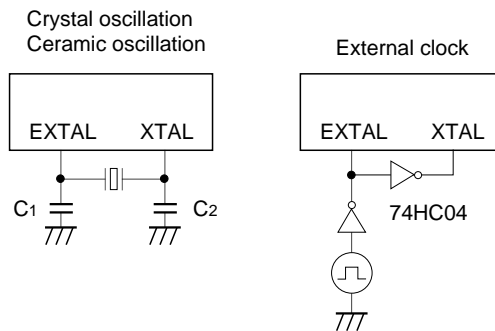 Crystal oscillation
Ceramic oscillation
EXTAL XTAL
C1
C2
External clock
EXTAL XTAL
74HC04